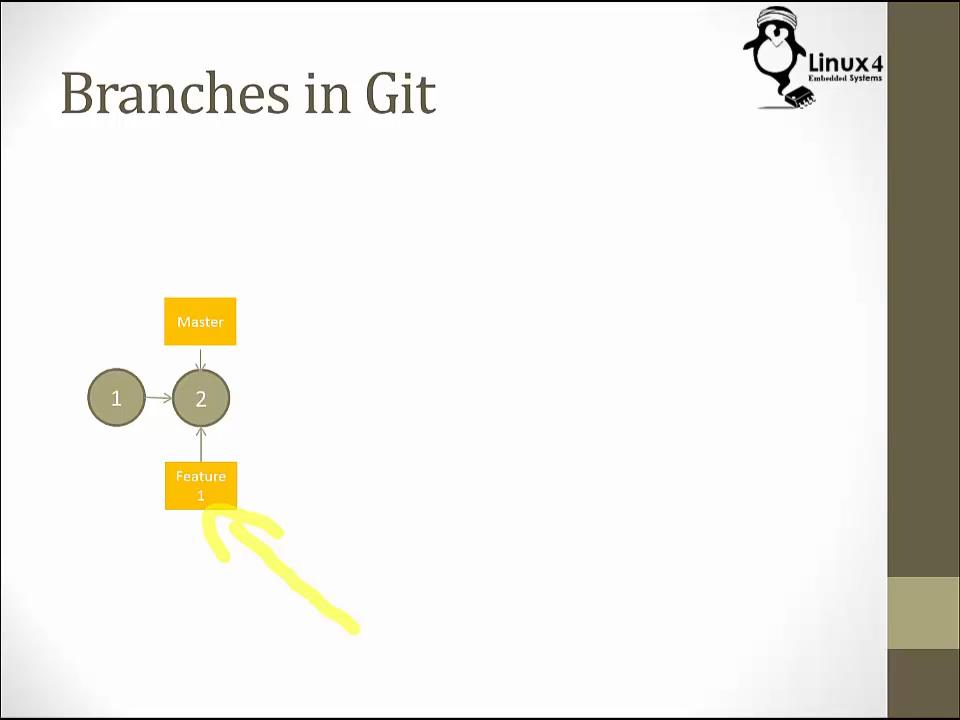 Linux 4
Embedded Systems
Branches in Git
Master
1
2
Feature
1